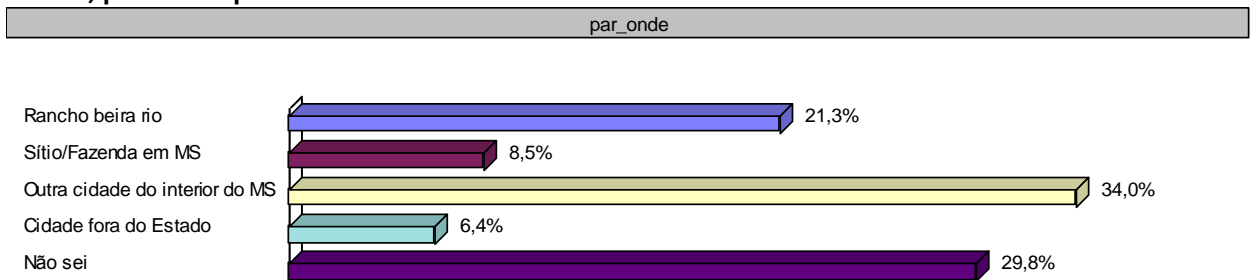 par_onde
Rancho beira rio 21,3%
Sítio/Fazenda em MS 8,5%
Outra cidade do interior do MS 34,0%
Cidade fora do Estado 6,4%
Não sei 29,8%